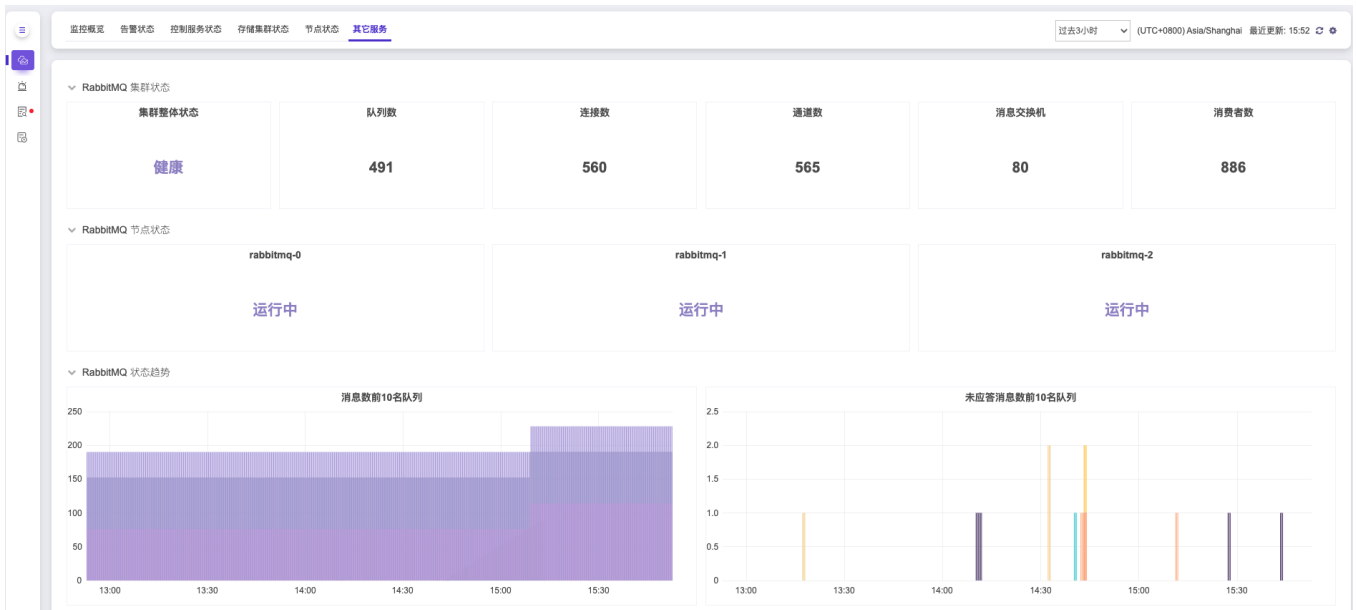 监控概览 告警状态 控制服务状态 存储集群状态 节点状态 其它服务 过去3小时 (UTC+0800) Asia/Shanghai 最近更新: 15:52
RabbitMQ 集群状态
集群整体状态 队列数 连接数 通道数 消息交换机 消费者数
健康 491 560 565 80 886
RabbitMQ 节点状态
rabbitmq-0 rabbitmq-1 rabbitmq-2
运行中 运行中 运行中
RabbitMQ 状态趋势
消息数前10名队列
250
200
150
100
50
0
13:00 13:30 14:00 14:30 15:00 15:30
未应答消息数前10名队列
2.5
2.0
1.5
1.0
0.5
0
13:00 13:30 14:00 14:30 15:00 15:30